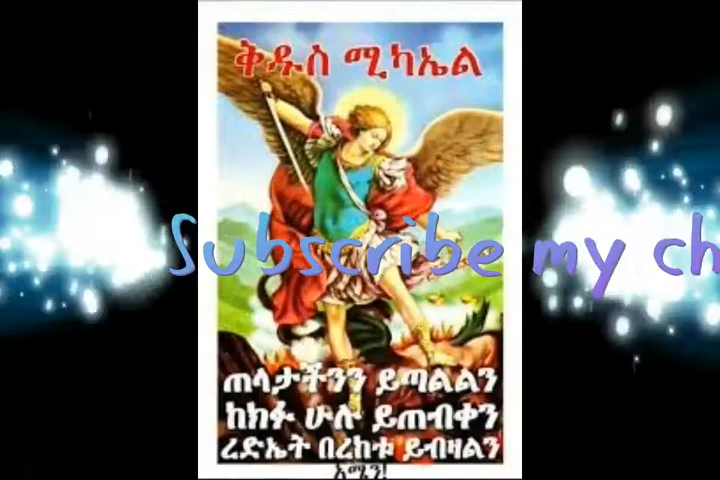 ቅዱስ ሚካኤል
Subscribe my ch
ጠላታችንን ይጣልልን
ከክፉ ሁሉ ይጠብቀን
ረድኤት በረከቱ ይብዛልን
አሜን!